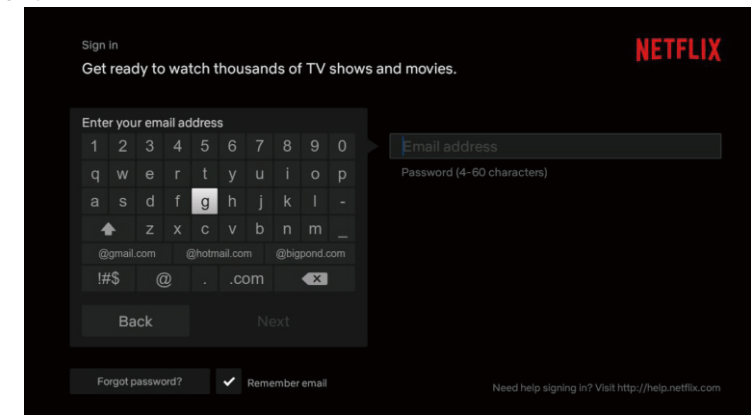 Sign in
NETFLIX
Get ready to watch thousands of TV shows and movies.
Enter your email address
1 2 3 4 5 6 7 8 9 0
Email address
q w e r t y u i o p
Password (4-60 characters)
a s d f g h j k l -
z x c v b n m _
@gmail.com @hotmail.com @bigpond.com
!#$ @ . .com
Back Next
Forgot password? Remember email
Need help signing in? Visit http://help.netflix.com